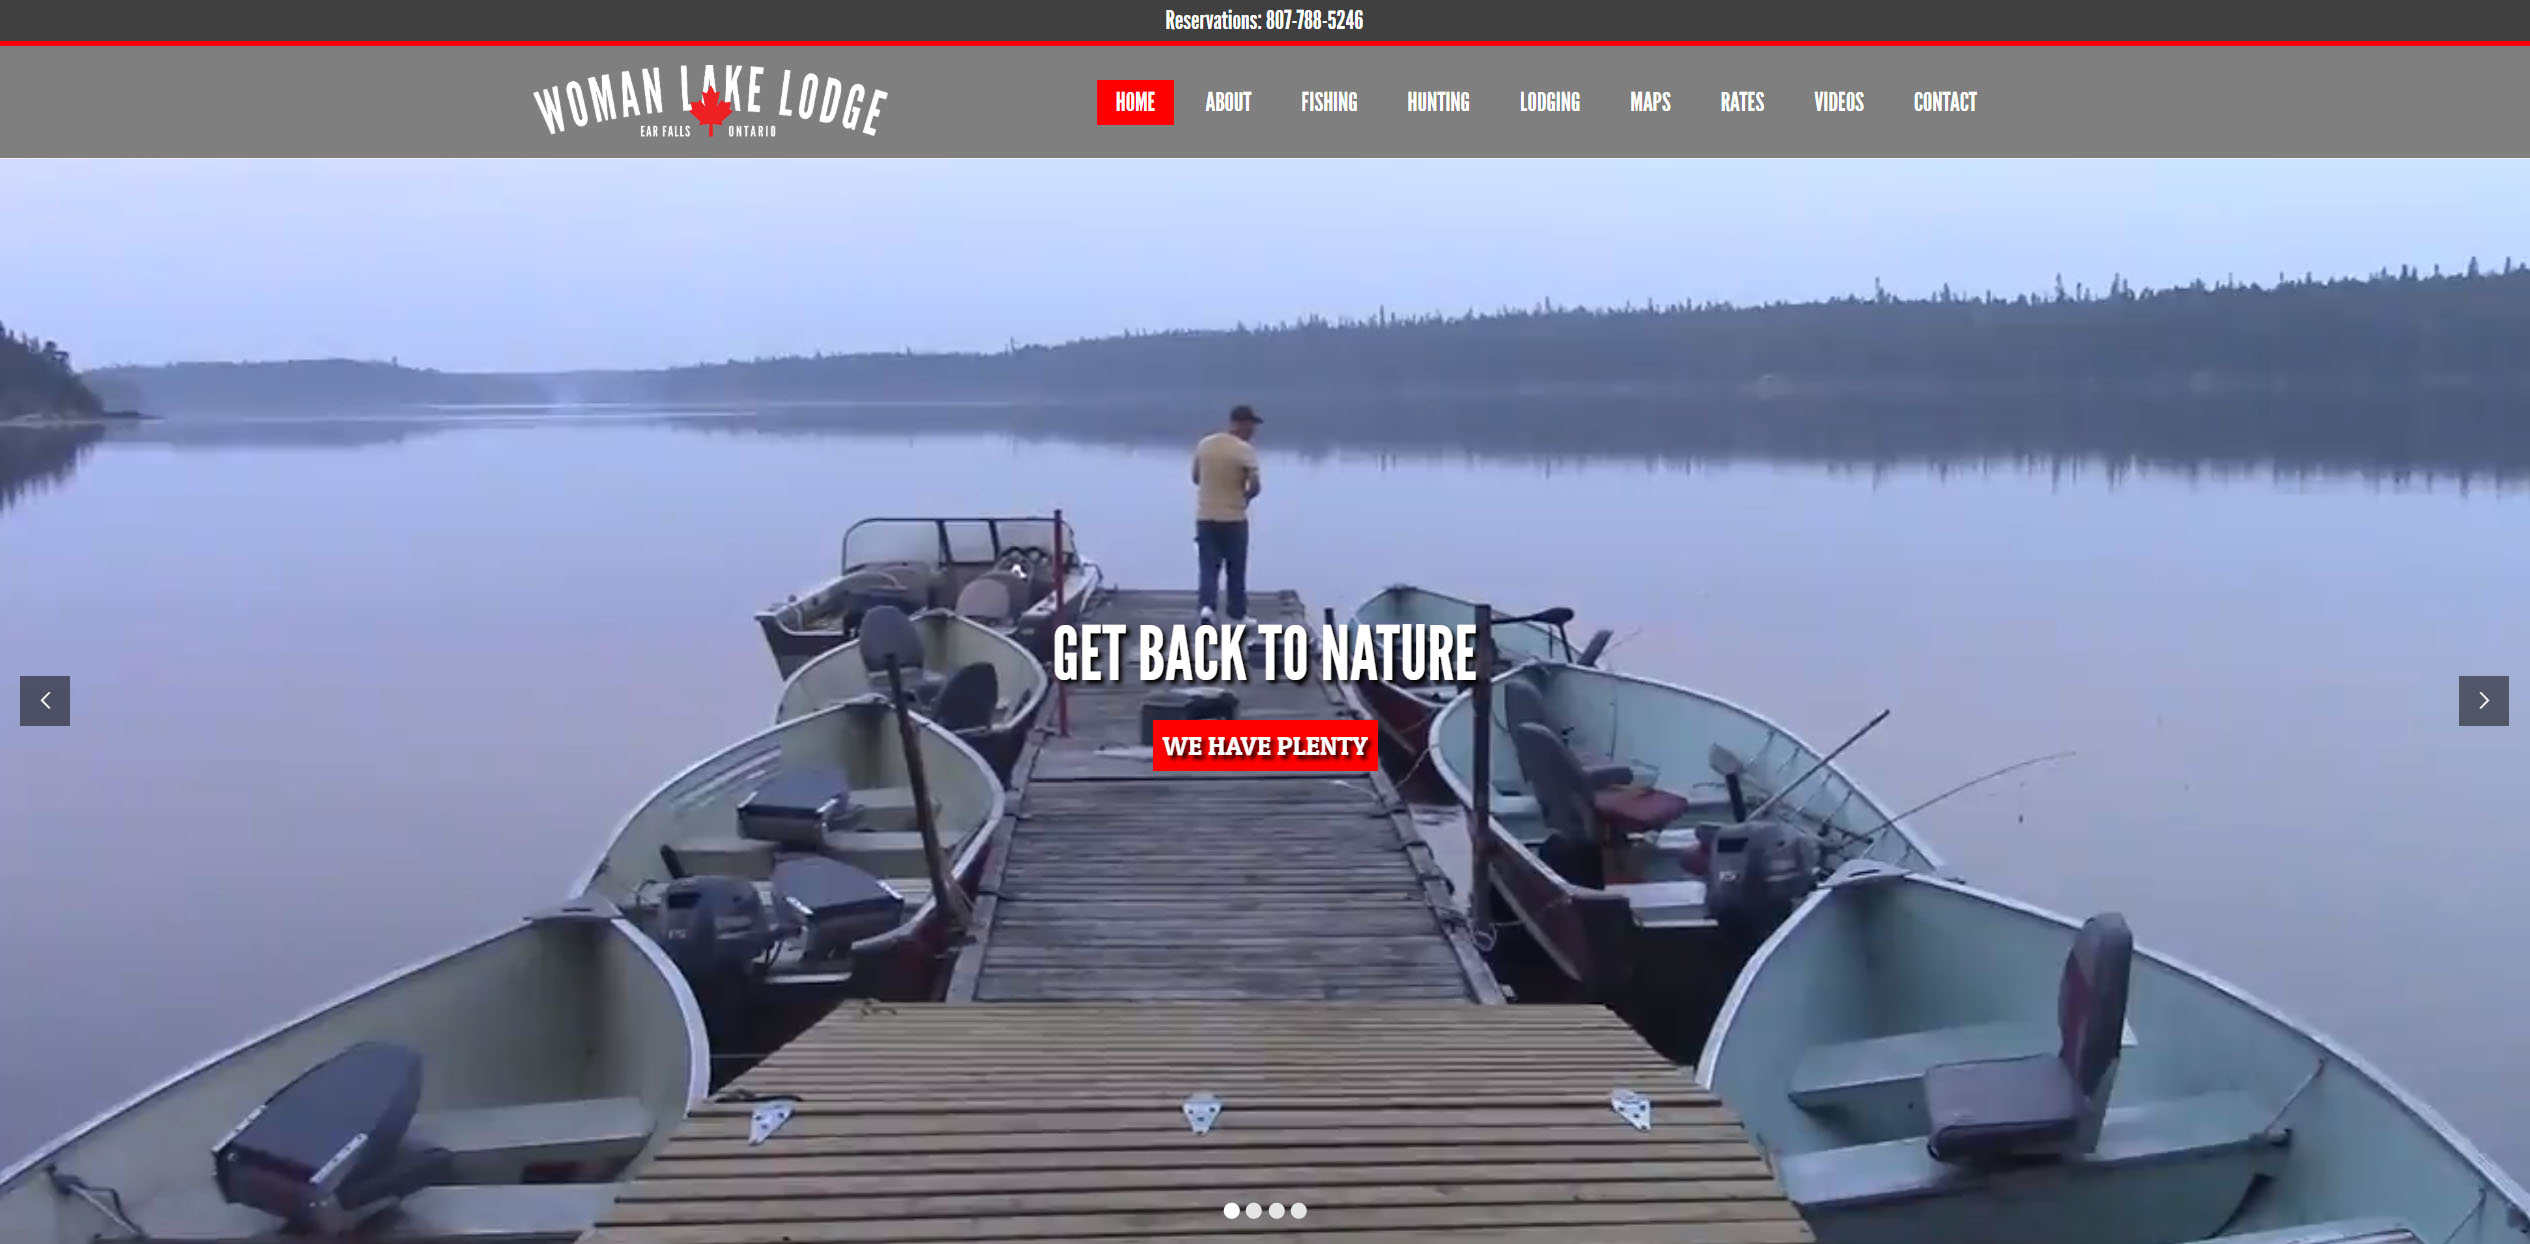 Reservations: 807-788-5246
WOMAN LAKE LODGE
EAR FALLS ONTARIO
HOME ABOUT FISHING HUNTING LODGING MAPS RATES VIDEOS CONTACT
GET BACK TO NATURE
WE HAVE PLENTY